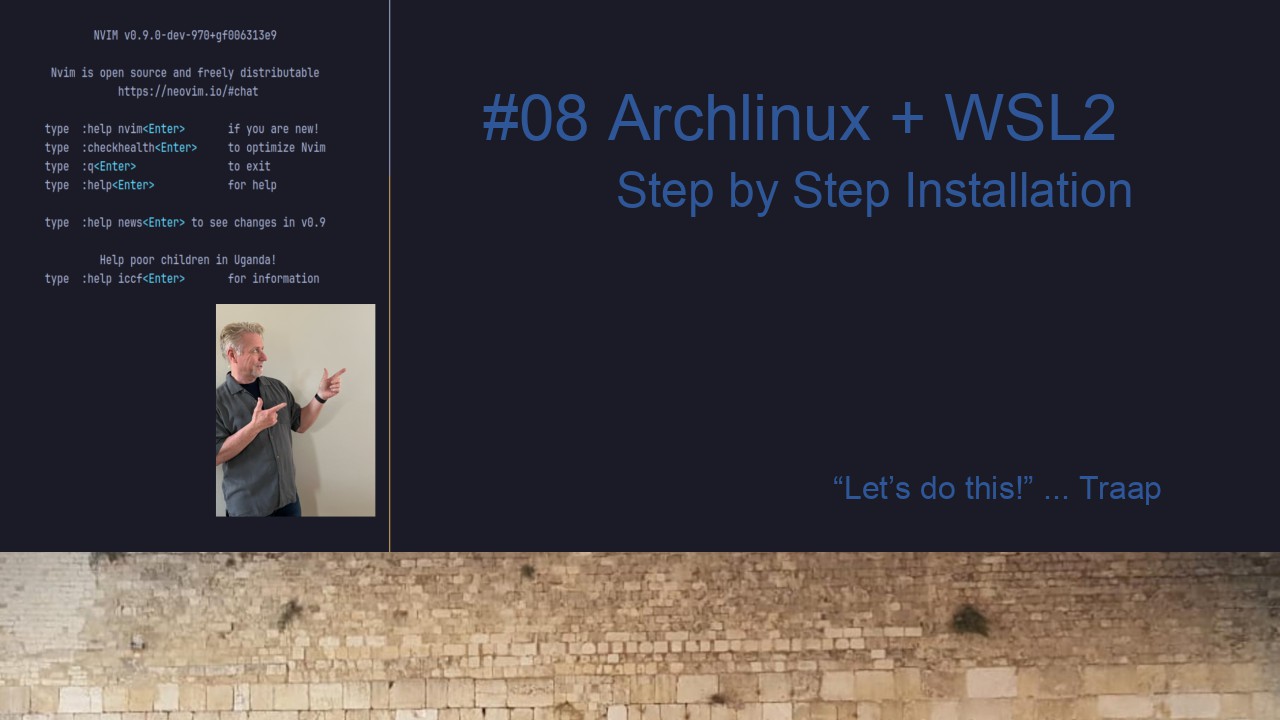 NVIM v0.9.0-dev-970+gf006313e9
Nvim is open source and freely distributable
https://neovim.io/#chat
type  :help nvim<Enter>       if you are new!
type  :checkhealth<Enter>     to optimize Nvim
type  :q<Enter>               to exit
type  :help<Enter>            for help
type  :help news<Enter> to see changes in v0.9
Help poor children in Uganda!
type  :help iccf<Enter>       for information
#08 Archlinux + WSL2
Step by Step Installation
“Let’s do this!” ... Traap